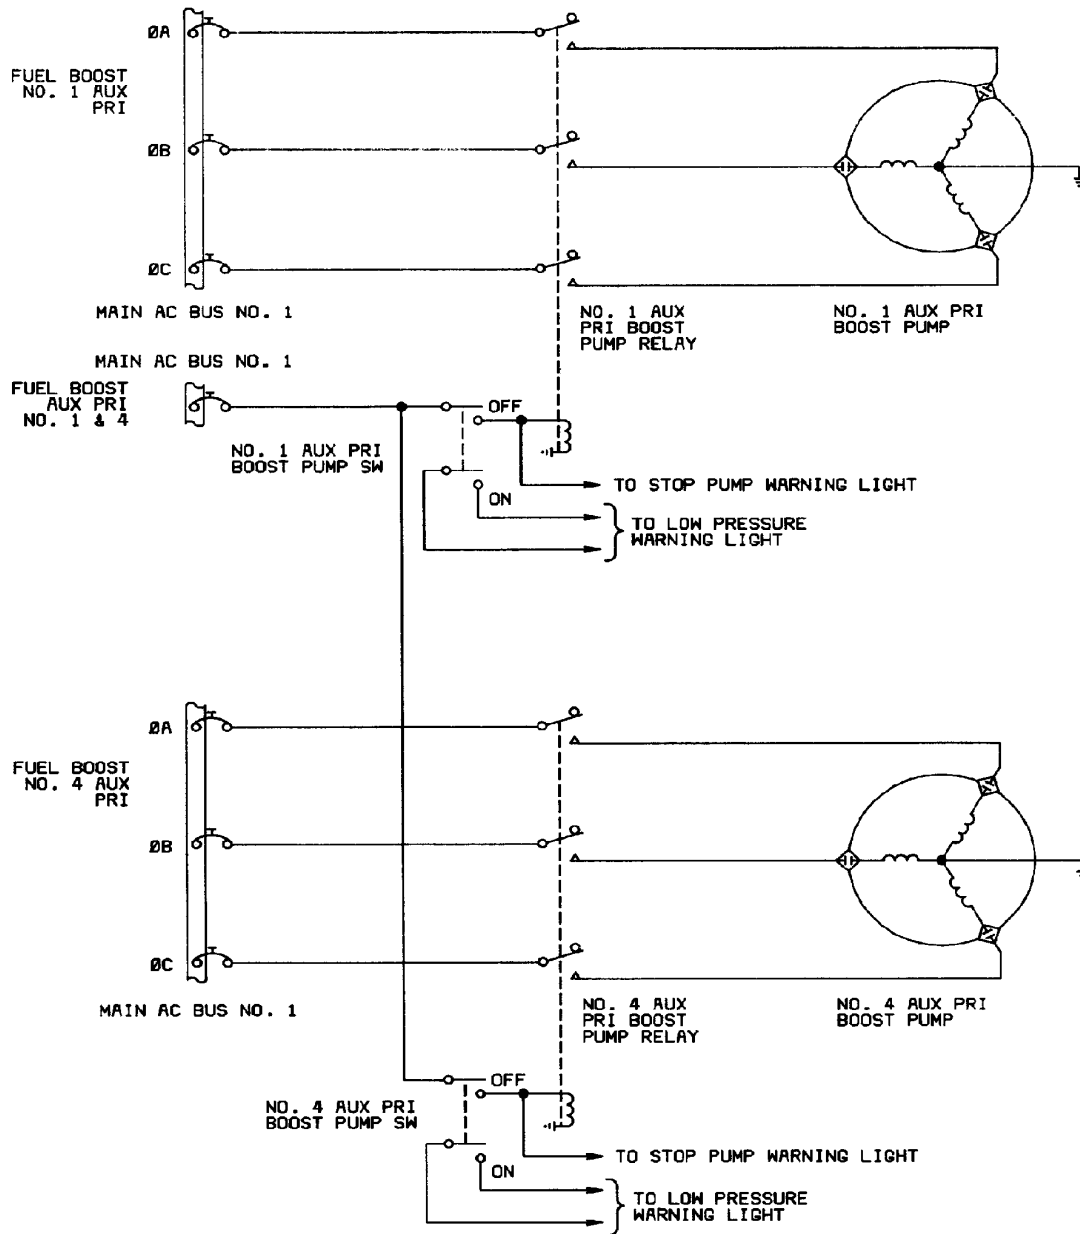 ØA
FUEL BOOST
NO. 1 AUX
PRI
ØB
ØC
MAIN AC BUS NO. 1
NO. 1 AUX
PRI BOOST
PUMP RELAY
NO. 1 AUX PRI
BOOST PUMP
MAIN AC BUS NO. 1
FUEL BOOST
AUX PRI
NO. 1 & 4
OFF
NO. 1 AUX PRI
BOOST PUMP SW
ON
TO STOP PUMP WARNING LIGHT
TO LOW PRESSURE
WARNING LIGHT
ØA
FUEL BOOST
NO. 4 AUX
PRI
ØB
ØC
MAIN AC BUS NO. 1
NO. 4 AUX
PRI BOOST
PUMP RELAY
NO. 4 AUX PRI
BOOST PUMP
OFF
NO. 4 AUX PRI
BOOST PUMP SW
ON
TO STOP PUMP WARNING LIGHT
TO LOW PRESSURE
WARNING LIGHT